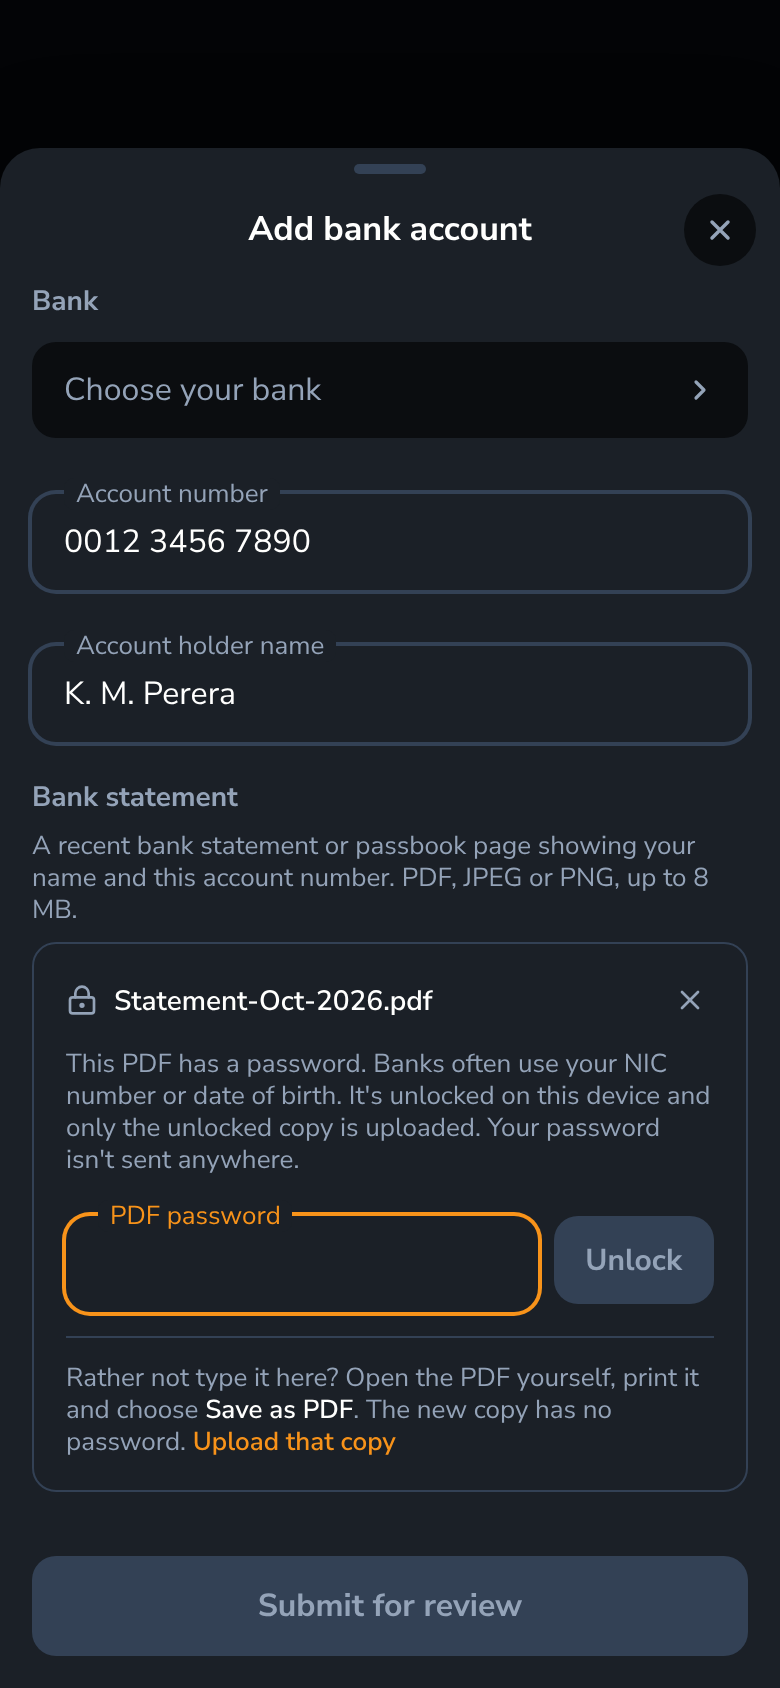 Add bank account
Bank
Choose your bank
Account number
0012 3456 7890
Account holder name
K. M. Perera
Bank statement
A recent bank statement or passbook page showing your
name and this account number. PDF, JPEG or PNG, up to 8
MB.
Statement-Oct-2026.pdf
This PDF has a password. Banks often use your NIC
number or date of birth. It's unlocked on this device and
only the unlocked copy is uploaded. Your password
isn't sent anywhere.
PDF password
Unlock
Rather not type it here? Open the PDF yourself, print it
and choose Save as PDF. The new copy has no
password. Upload that copy
Submit for review